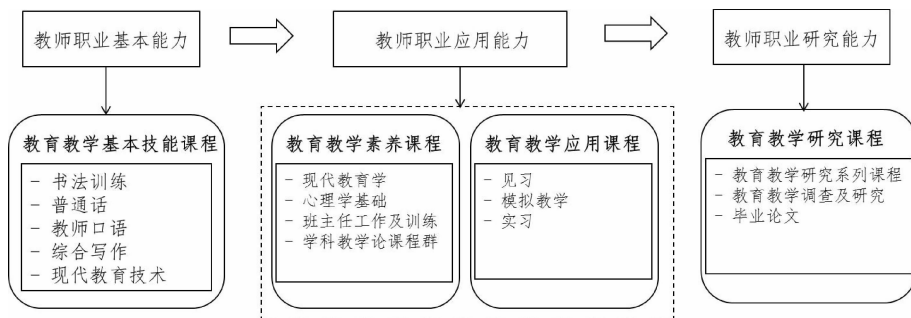 教师职业基本能力
教师职业应用能力
教师职业研究能力
教育教学基本技能课程
- 书法训练
- 普通话
- 教师口语
- 综合写作
- 现代教育技术
教育教学素养课程
- 现代教育学
- 心理学基础
- 班主任工作及训练
- 学科教学论课程群
教育教学应用课程
- 见习
- 模拟教学
- 实习
教育教学研究课程
- 教育教学研究系列课程
- 教育教学调查及研究
- 毕业论文